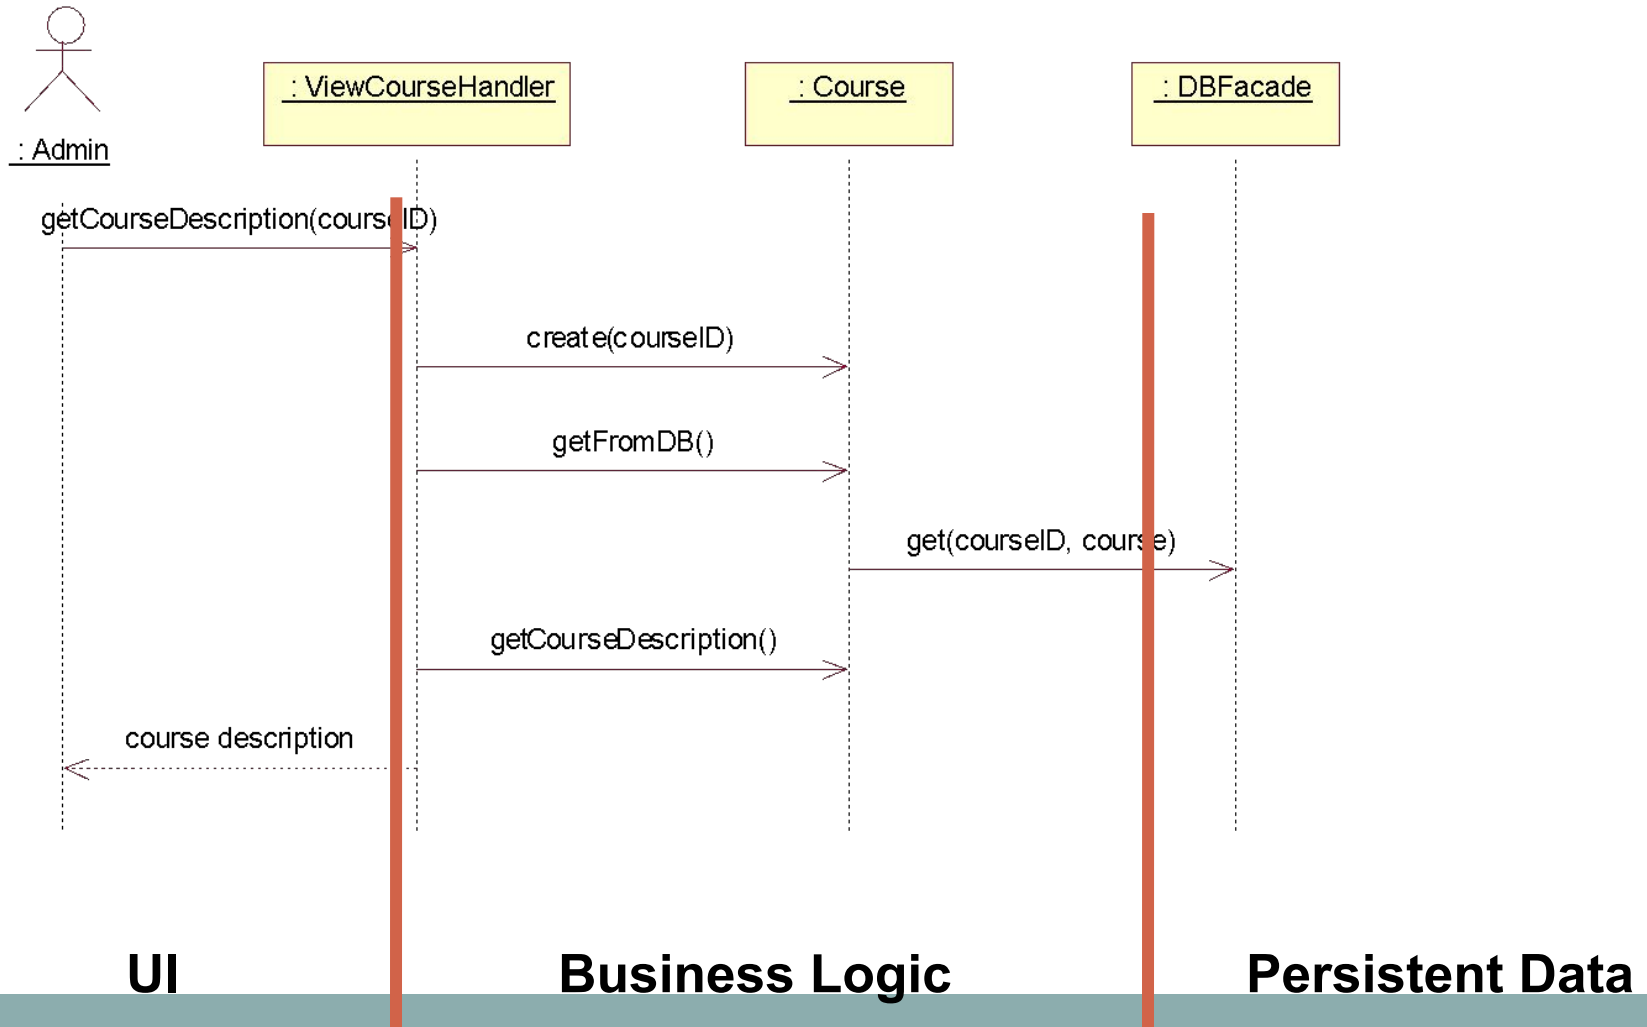 : ViewCourseHandler
: Course
: DBFacade
: Admin
getCourseDescription(courseID)
create(courseID)
getFromDB()
get(courseID, course)
getCourseDescription()
course description
UI
Business Logic
Persistent Data